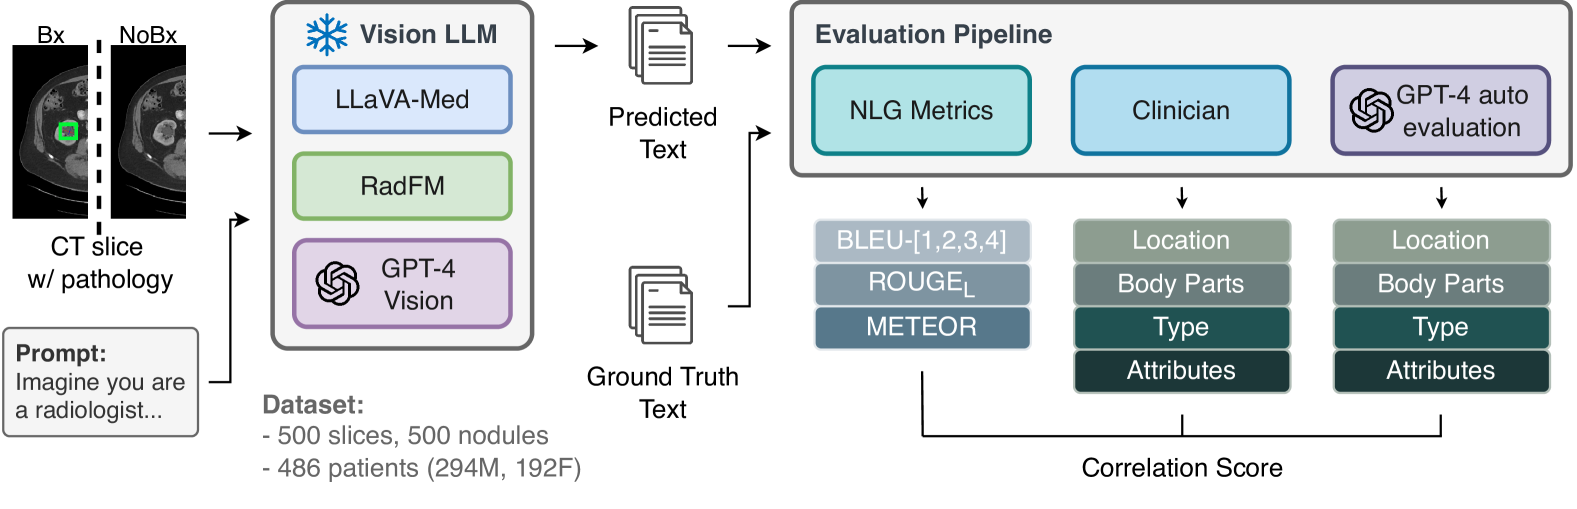 Bx
NoBx
CT slice
w/ pathology
Prompt:
Imagine you are
a radiologist...
Vision LLM
LLaVA-Med
RadFM
GPT-4
Vision
Dataset:
- 500 slices, 500 nodules
- 486 patients (294M, 192F)
Predicted
Text
Ground Truth
Text
Evaluation Pipeline
NLG Metrics
Clinician
GPT-4 auto
evaluation
BLEU-[1,2,3,4]
ROUGEL
METEOR
Location
Body Parts
Type
Attributes
Location
Body Parts
Type
Attributes
Correlation Score